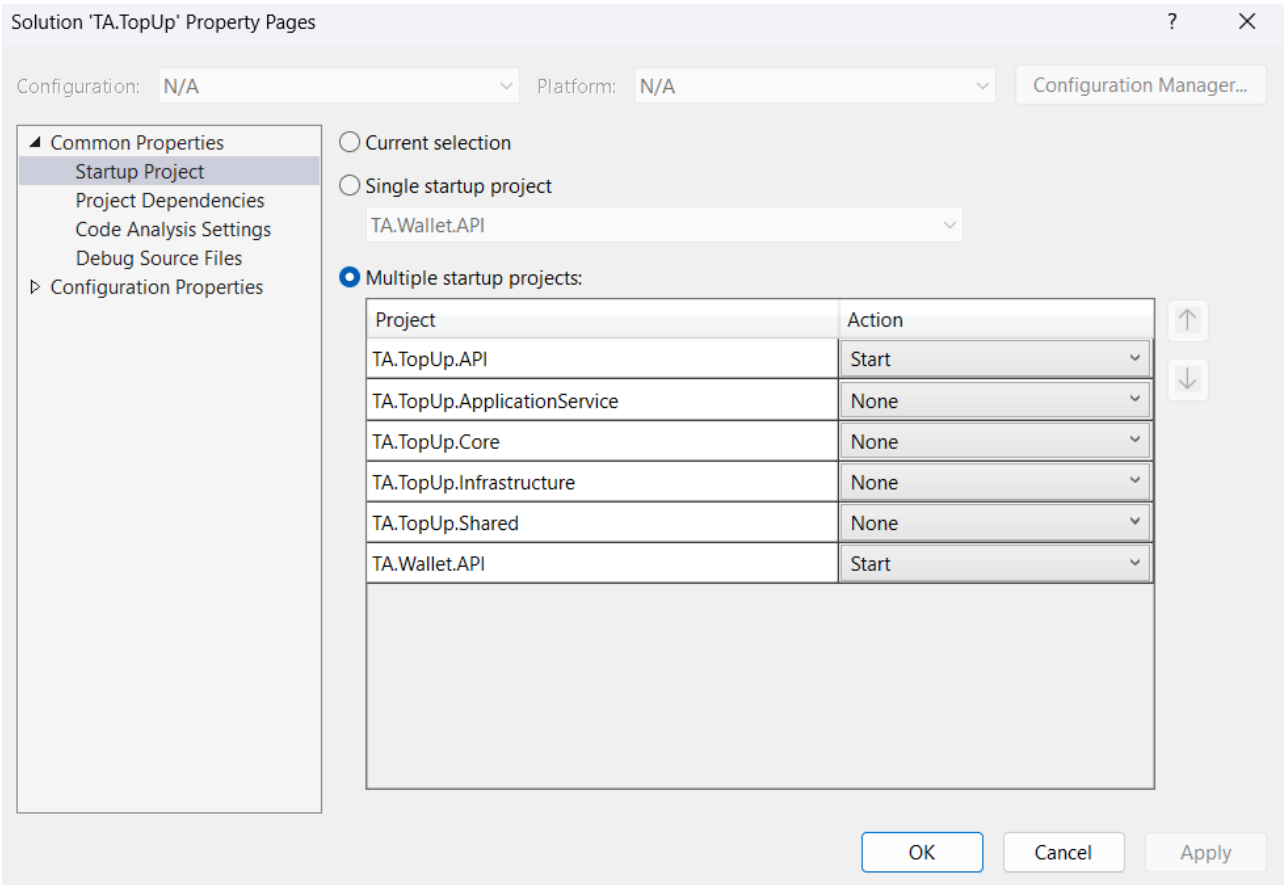 Solution 'TA.TopUp' Property Pages ?
Configuration: N/A Platform: N/A Configuration Manager...
Common Properties
Startup Project
Project Dependencies
Code Analysis Settings
Debug Source Files
Configuration Properties
Current selection
Single startup project
TA.Wallet.API
Multiple startup projects:
Project Action
TA.TopUp.API Start
TA.TopUp.ApplicationService None
TA.TopUp.Core None
TA.TopUp.Infrastructure None
TA.TopUp.Shared None
TA.Wallet.API Start
OK Cancel Apply